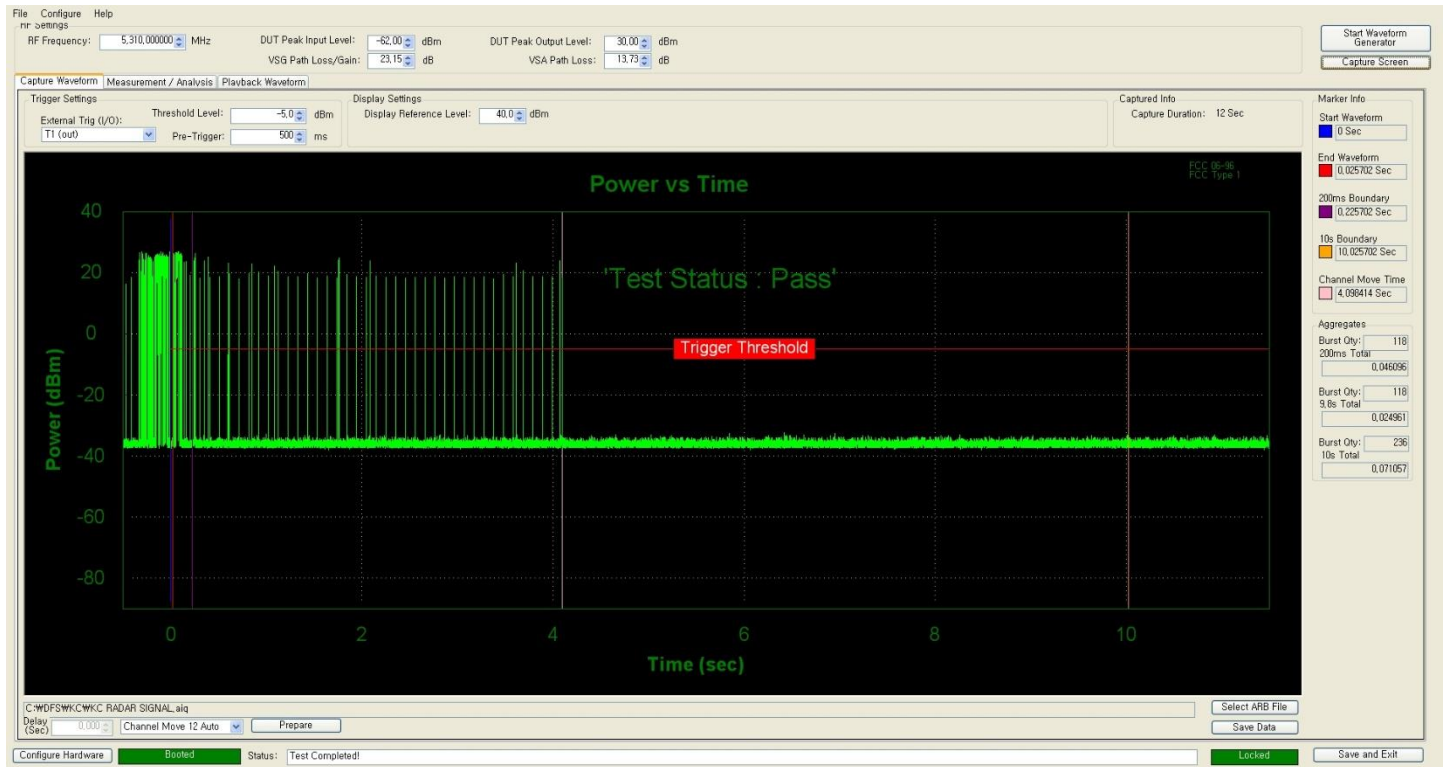 File Configure Help
RF Settings
RF Frequency: 5,310,000000 MHz DUT Peak Input Level: -62,00 dBm DUT Peak Output Level: 30,00 dBm
VSG Path Loss/Gain: 23,15 dB VSA Path Loss: 13,73 dB
Start Waveform Generator
Capture Screen
Capture Waveform Measurement / Analysis Playback Waveform
Trigger Settings
External Trig (I/O): Threshold Level: -5,0 dBm
T1 (out) Pre-Trigger: 500 ms
Display Settings
Display Reference Level: 40,0 dBm
Captured Info
Capture Duration: 12 Sec
FCC 06-96
FCC Type 1
Power vs Time
'Test Status : Pass'
Trigger Threshold
Power (dBm)
40
20
0
-20
-40
-60
-80
0 2 4 6 8 10
Time (sec)
Marker Info
Start Waveform
0 Sec
End Waveform
0,025702 Sec
200ms Boundary
0,225702 Sec
10s Boundary
10,025702 Sec
Channel Move Time
4,098414 Sec
Aggregates
Burst Qty: 118
200ms Total
0,046096
Burst Qty: 118
9,8s Total
0,024961
Burst Qty: 236
10s Total
0,071057
C:₩DFS₩KC₩KC RADAR SIGNAL.aiq
Select ARB File
Delay (Sec) 0,000 Channel Move 12 Auto Prepare
Save Data
Configure Hardware Booted Status: Test Completed! Locked Save and Exit